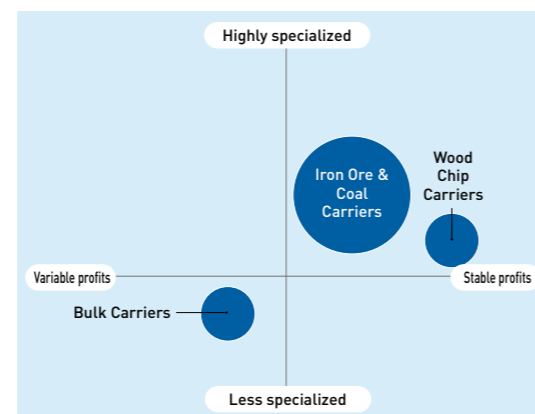 Highly specialized
Iron Ore &
Coal
Carriers
Wood
Chip
Carriers
Variable profits
Stable profits
Bulk Carriers
Less specialized